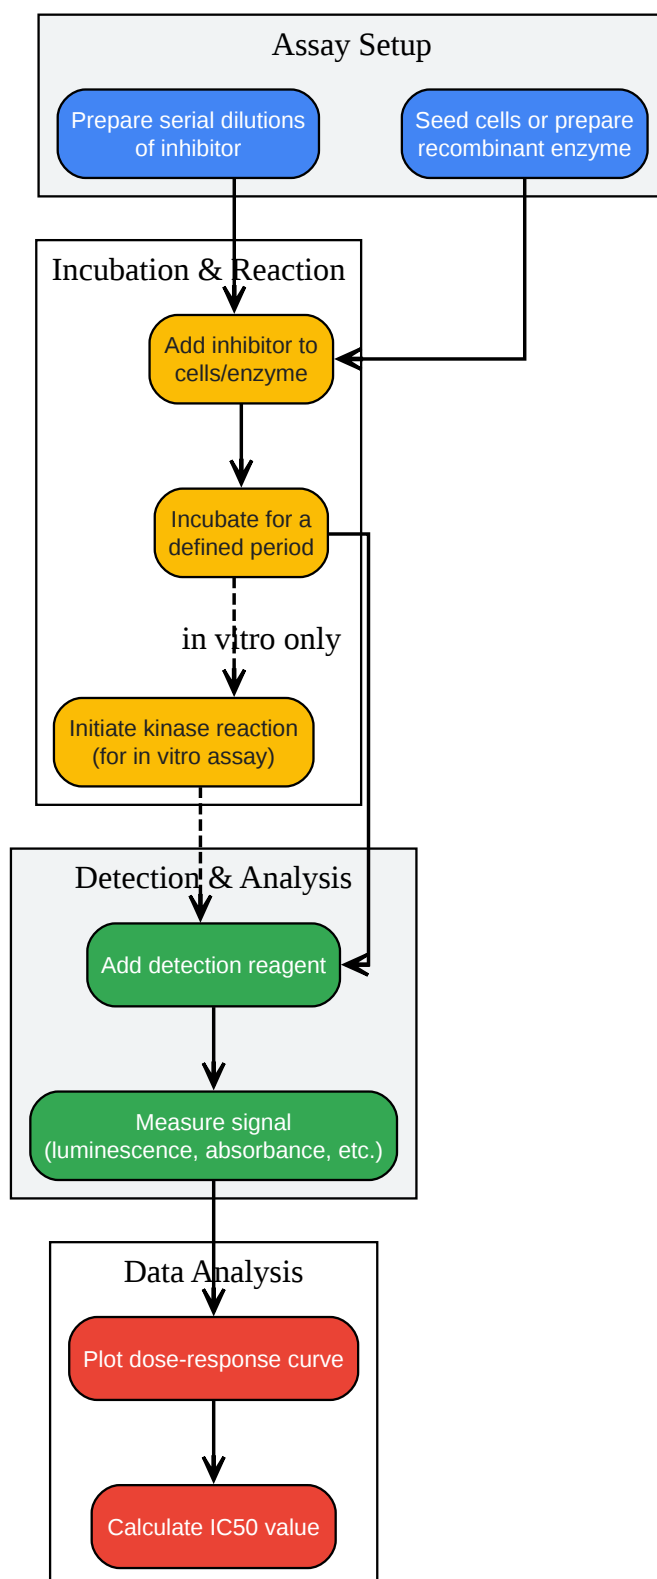 Assay Setup
Prepare serial dilutions
of inhibitor
Seed cells or prepare
recombinant enzyme
Incubation & Reaction
Add inhibitor to
cells/enzyme
Incubate for a
defined period
in vitro only
Initiate kinase reaction
(for in vitro assay)
Detection & Analysis
Add detection reagent
Measure signal
(luminescence, absorbance, etc.)
Data Analysis
Plot dose-response curve
Calculate IC50 value